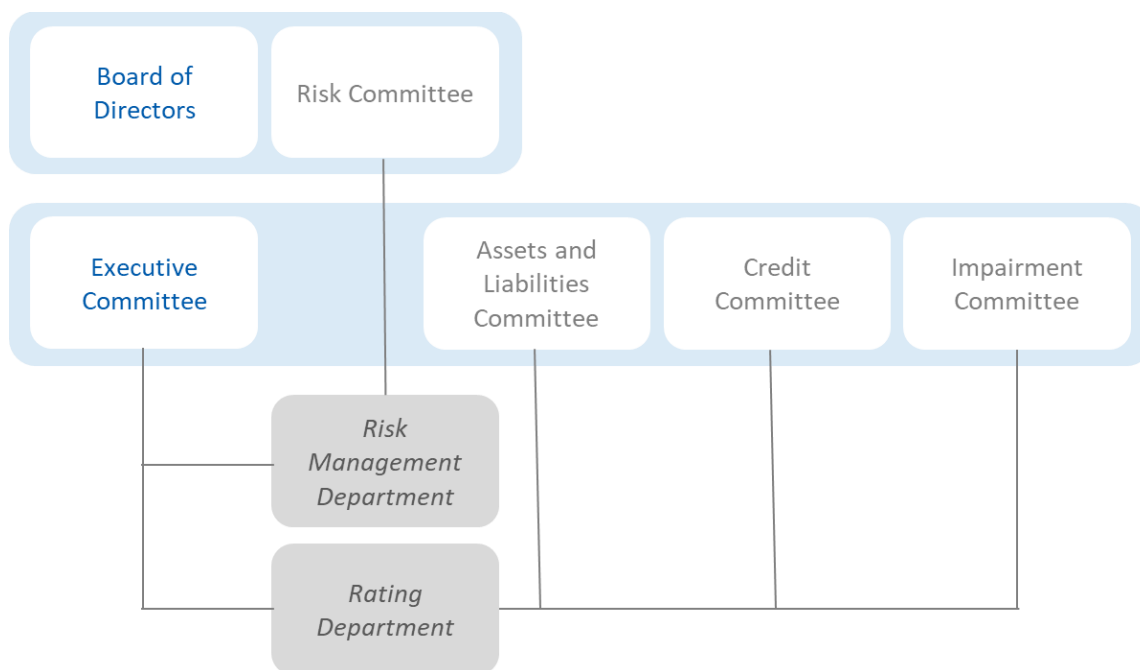 Board of
Directors
Risk Committee
Executive
Committee
Assets and
Liabilities
Committee
Credit
Committee
Impairment
Committee
Risk
Management
Department
Rating
Department